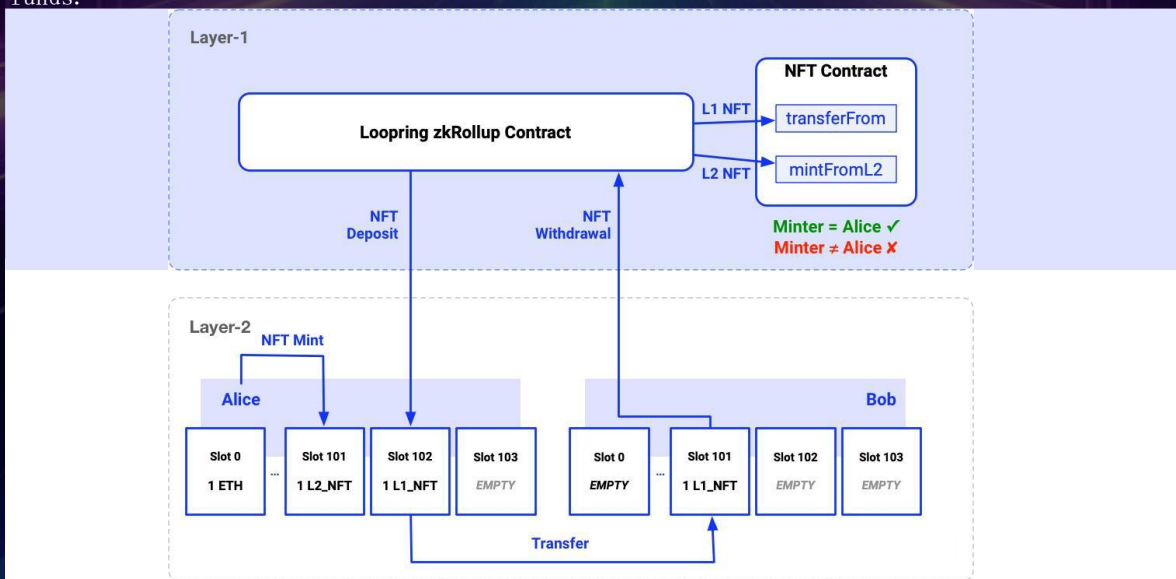 funds.
Layer-1
NFT Contract
L1 NFT
transferFrom
Loopring zkRollup Contract
mintFromL2
L2 NFT
NFT
Deposit
NFT
Withdrawal
Minter = Alice ✓
Minter ≠ Alice ✘
Layer-2
NFT Mint
Alice
Bob
Slot 0
1 ETH
...
Slot 101
1 L2_NFT
Slot 102
1 L1_NFT
Slot 103
EMPTY
Slot 0
EMPTY
...
Slot 101
1 L1_NFT
Slot 102
EMPTY
Slot 103
EMPTY
Transfer